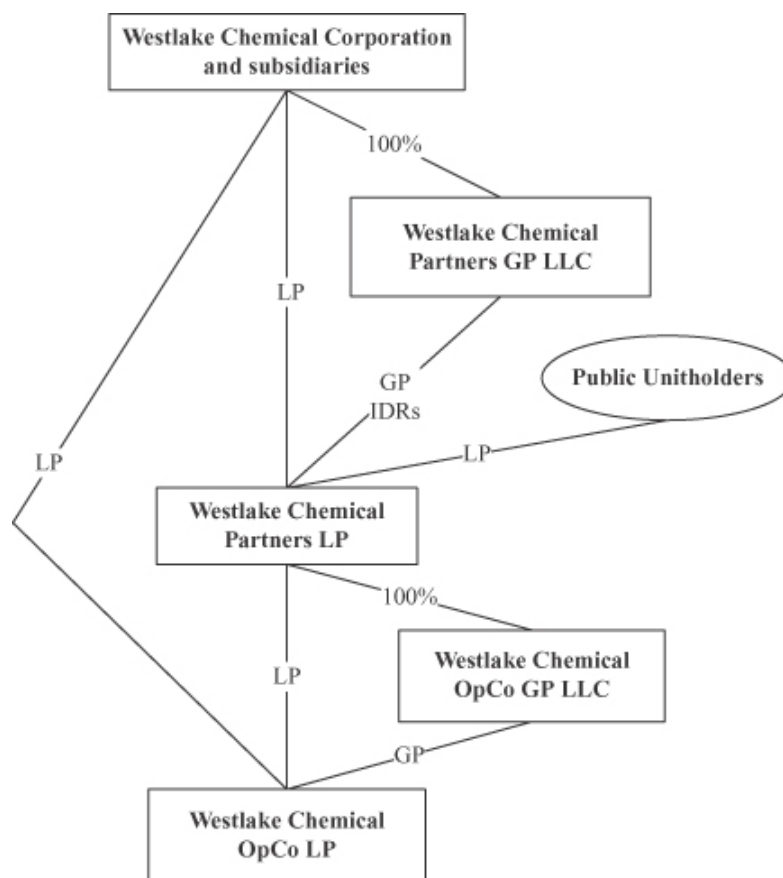 Westlake Chemical Corporation
and subsidiaries
100%
Westlake Chemical
Partners GP LLC
LP
GP
IDRs
Public Unitholders
LP
LP
Westlake Chemical
Partners LP
100%
Westlake Chemical
OpCo GP LLC
LP
GP
Westlake Chemical
OpCo LP